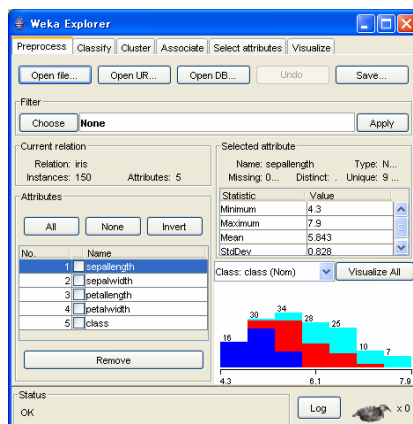 Weka Explorer
Preprocess Classify Cluster Associate Select attributes Visualize
Open file... Open UR... Open DB... Undo Save...
Filter
Choose None Apply
Current relation
Relation: iris
Instances: 150 Attributes: 5
Selected attribute
Name: sepallength Type: N...
Missing: 0... Distinct: . Unique: 9 ...
Statistic Value
Minimum 4.3
Maximum 7.9
Mean 5.843
StdDev 0.828
Attributes
All None Invert
No. Name
1 sepallength
2 sepalwidth
3 petallength
4 petalwidth
5 class
Remove
Class: class (Nom) Visualize All
16 30 34 28 25 10 7
4.3 6.1 7.9
Status
OK
Log x 0